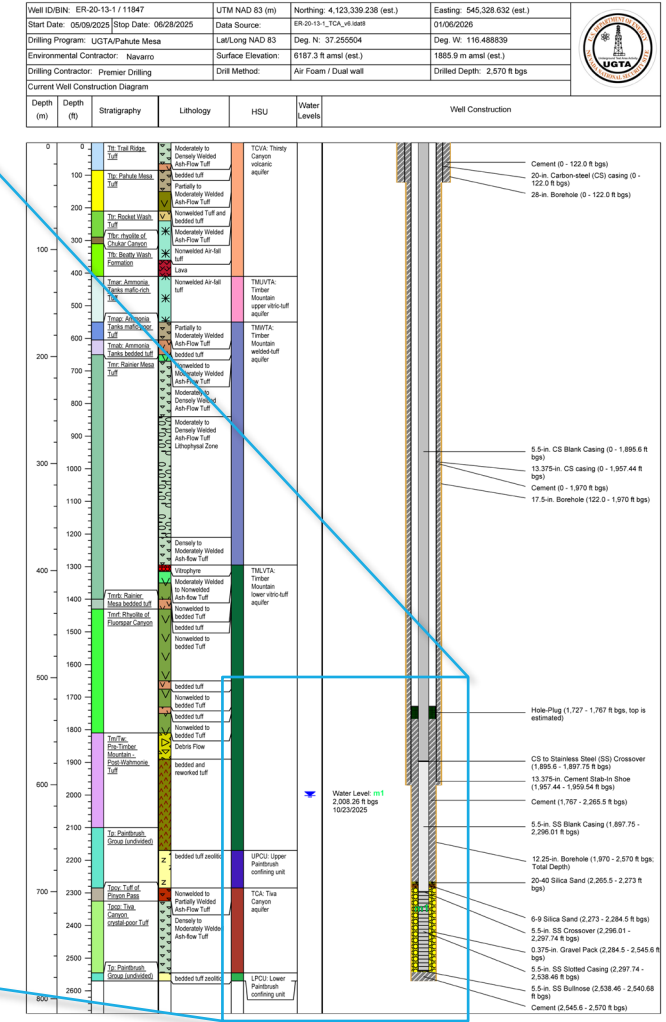 Well ID/BIN: ER-20-13-1 / 11847
UTM NAD 83 (m)
Northing: 4,123,339.238 (est.)
Easting: 545,328.632 (est.)
Start Date: 05/09/2025 Stop Date: 06/28/2025
Data Source:
ER-20-13-1_TCA_v8.ldat8
01/06/2026
Drilling Program: UGTA/Pahute Mesa
Lat/Long NAD 83
Deg. N: 37.255504
Deg. W: 116.488839
Environmental Contractor: Navarro
Surface Elevation:
6187.3 ft amsl (est.)
1885.9 m amsl (est.)
Drilling Contractor: Premier Drilling
Drill Method:
Air Foam / Dual wall
Drilled Depth: 2,570 ft bgs
UGTA
Current Well Construction Diagram
Depth
(m)
Depth
(ft)
Stratigraphy
Lithology
HSU
Water
Levels
Well Construction
0
100
200
300
400
500
600
700
800
0
100
200
300
400
500
600
700
800
900
1000
1100
1200
1300
1400
1500
1600
1700
1800
1900
2000
2100
2200
2300
2400
2500
2600
Ttt: Trail Ridge
Tuff
Ttp: Pahute Mesa
Tuff
Ttr: Rocket Wash
Tuff
Tfbr: rhyolite of
Chukar Canyon
Tfb: Beatty Wash
Formation
Tmar: Ammonia
Tanks mafic-rich
Tuff
Tmap: Ammonia
Tanks mafic-poor
Tuff
Tmab: Ammonia
Tanks bedded tuff
Tmr: Rainier Mesa
Tuff
Tmrb: Rainier
Mesa bedded tuff
Tmrf: Rhyolite of
Fluorspar Canyon
Tm/Tw:
Pre-Timber
Mountain -
Post-Wahmonie
Tuff
Tp: Paintbrush
Group (undivided)
Tpcy: Tuff of
Pinyon Pass
Tpcp: Tiva
Canyon
crystal-poor Tuff
Tp: Paintbrush
Group (undivided)
Moderately to
Densely Welded
Ash-Flow Tuff
bedded tuff
Partially to
Moderately Welded
Ash-Flow Tuff
Nonwelded Tuff and
bedded tuff
Moderately Welded
Ash-Flow Tuff
Nonwelded Air-fall
tuff
Lava
Nonwelded Air-fall
tuff
Partially to
Moderately Welded
Ash-Flow Tuff
bedded tuff
Nonwelded to
Moderately Welded
Ash-Flow Tuff
Moderately to
Densely Welded
Ash-Flow Tuff
Moderately to
Densely Welded
Ash-Flow Tuff
Lithophysal Zone
Densely to
Moderately Welded
Ash-flow Tuff
Vitrophyre
Moderately Welded
to Nonwelded
Ash-flow Tuff
Nonwelded to
bedded Tuff
bedded tuff
Nonwelded to
bedded Tuff
bedded tuff
Nonwelded to
bedded Tuff
bedded tuff
Nonwelded to
bedded Tuff
Debris Flow
bedded and
reworked tuff
bedded tuff zeolitic
Nonwelded to
Partially Welded
Ash-Flow Tuff
Densely to
Moderately Welded
Ash-flow Tuff
bedded tuff zeolitic
TCVA: Thirsty
Canyon
volcanic
aquifer
TMUVTA:
Timber
Mountain
upper vitric-tuff
aquifer
TMWTA:
Timber
Mountain
welded-tuff
aquifer
TMLVTA:
Timber
Mountain
lower vitric-tuff
aquifer
UPCU: Upper
Paintbrush
confining unit
TCA: Tiva
Canyon
aquifer
LPCU: Lower
Paintbrush
confining unit
Water Level: m1
2,008.26 ft bgs
10/23/2025
Cement (0 - 122.0 ft bgs)
20-in. Carbon-steel (CS) casing (0 -
122.0 ft bgs)
28-in. Borehole (0 - 122.0 ft bgs)
5.5-in. CS Blank Casing (0 - 1,895.6 ft
bgs)
13.375-in. CS casing (0 - 1,957.44 ft
bgs)
Cement (0 - 1,970 ft bgs)
17.5-in. Borehole (122.0 - 1,970 ft bgs)
Hole-Plug (1,727 - 1,767 ft bgs, top is
estimated)
CS to Stainless Steel (SS) Crossover
(1,895.6 - 1,897.75 ft bgs)
13.375-in. Cement Stab-In Shoe
(1,957.44 - 1,959.54 ft bgs)
Cement (1,767 - 2,265.5 ft bgs)
5.5-in. SS Blank Casing (1,897.75 -
2,296.01 ft bgs)
12.25-in. Borehole (1,970 - 2,570 ft bgs;
Total Depth)
20-40 Silica Sand (2,265.5 - 2,273 ft
bgs)
6-9 Silica Sand (2,273 - 2,284.5 ft bgs)
5.5-in. SS Crossover (2,296.01 -
2,297.74 ft bgs)
0.375-in. Gravel Pack (2,284.5 - 2,545.6 ft
bgs)
5.5-in. SS Slotted Casing (2,297.74 -
2,538.46 ft bgs)
5.5-in. SS Bullnose (2,538.46 - 2,540.68
ft bgs)
Cement (2,545.6 - 2,570 ft bgs)